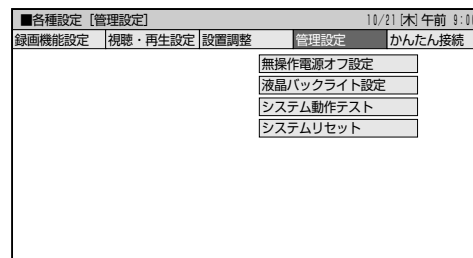 ■各種設定［管理設定］ 10/21[木]午前 9:00
録画機能設定 視聴・再生設定 設置調整 管理設定 かんたん接続
無操作電源オフ設定
液晶バックライト設定
システム動作テスト
システムリセット